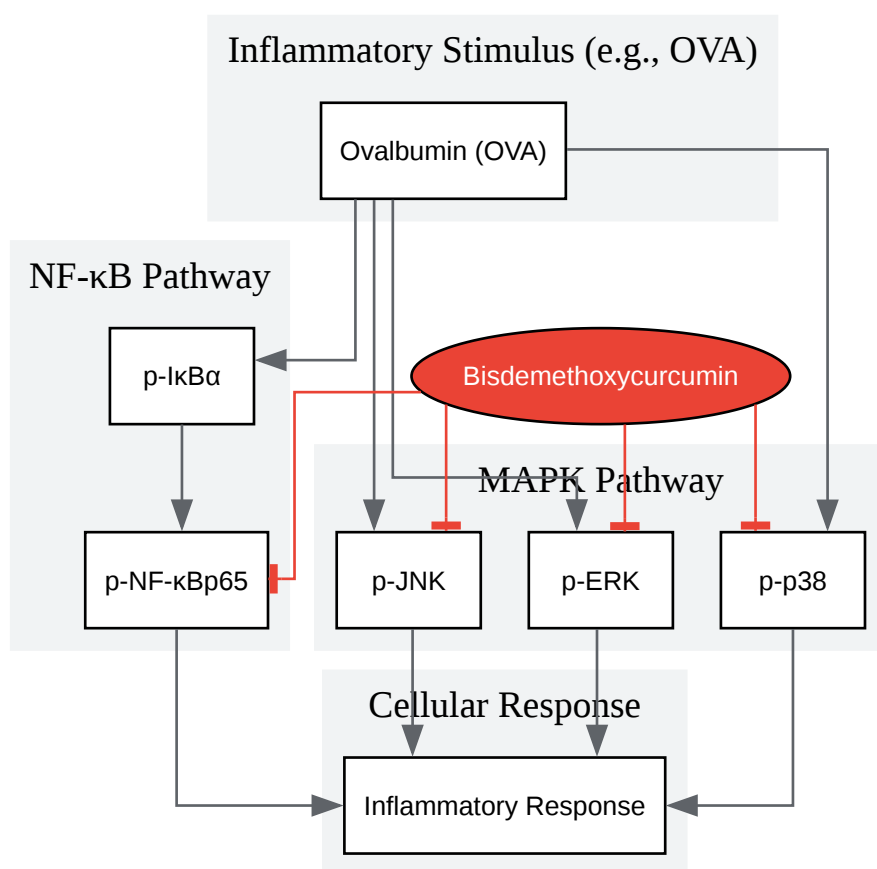 Inflammatory Stimulus (e.g., OVA)
Ovalbumin (OVA)
NF-κB Pathway
p-IκBα
Bisdemethoxycurcumin
MAPK Pathway
p-NF-κBp65
p-JNK
p-ERK
p-p38
Cellular Response
Inflammatory Response